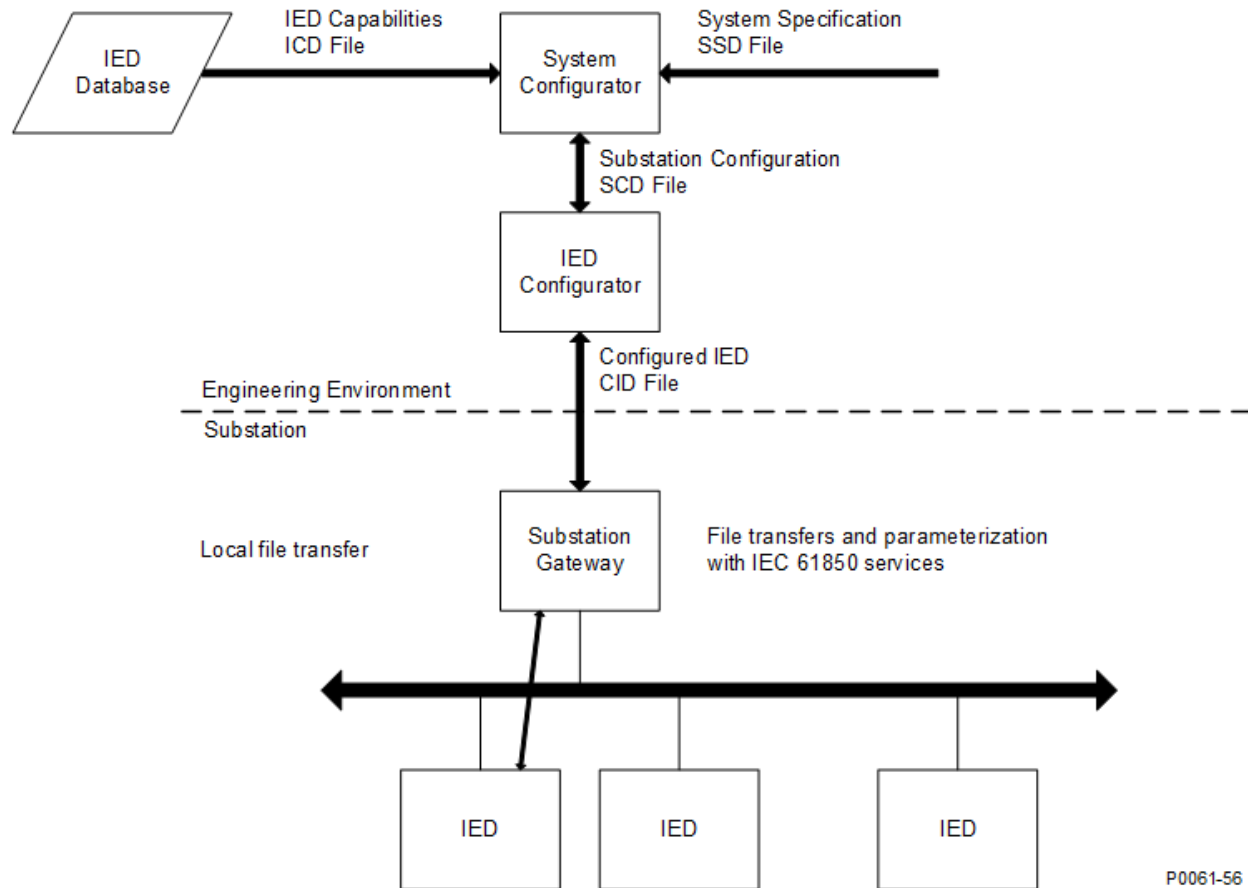 IED
Database
IED Capabilities
ICD File
System
Configurator
System Specification
SSD File
Substation Configuration
SCD File
IED
Configurator
Configured IED
CID File
Engineering Environment
Substation
Local file transfer
Substation
Gateway
File transfers and parameterization
with IEC 61850 services
IED
IED
IED
P0061-56